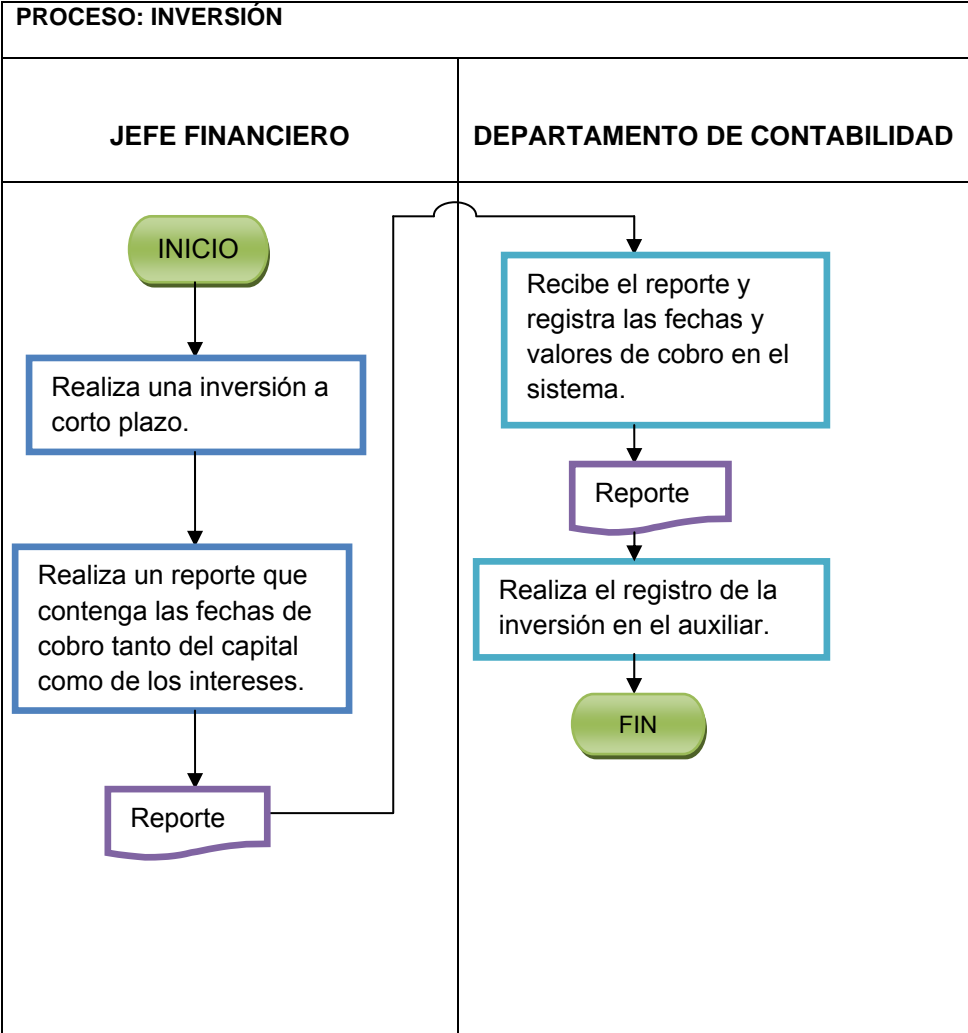 PROCESO: INVERSIÓN
JEFE FINANCIERO
DEPARTAMENTO DE CONTABILIDAD
INICIO
Realiza una inversión a
corto plazo.
Realiza un reporte que
contenga las fechas de
cobro tanto del capital
como de los intereses.
Reporte
Recibe el reporte y
registra las fechas y
valores de cobro en el
sistema.
Reporte
Realiza el registro de la
inversión en el auxiliar.
FIN